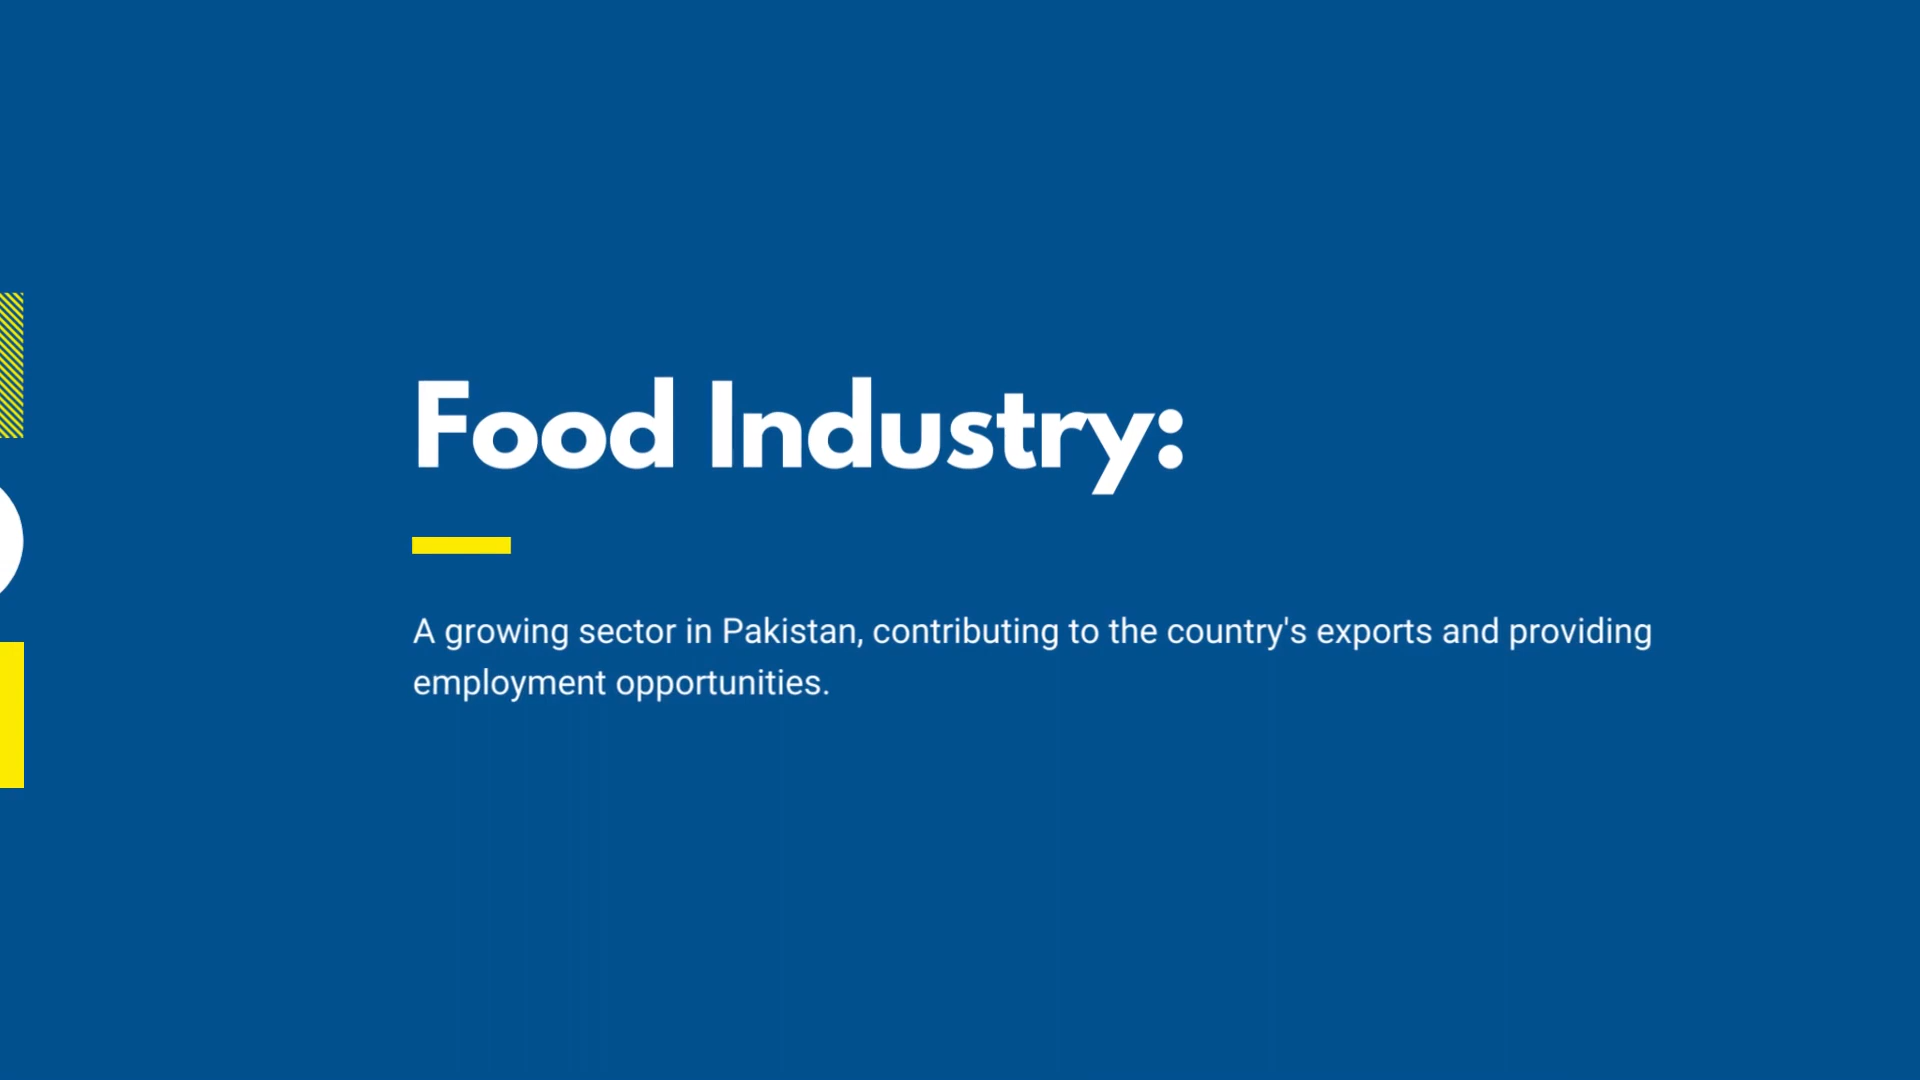 Food Industry:
A growing sector in Pakistan, contributing to the country's exports and providing
employment opportunities.